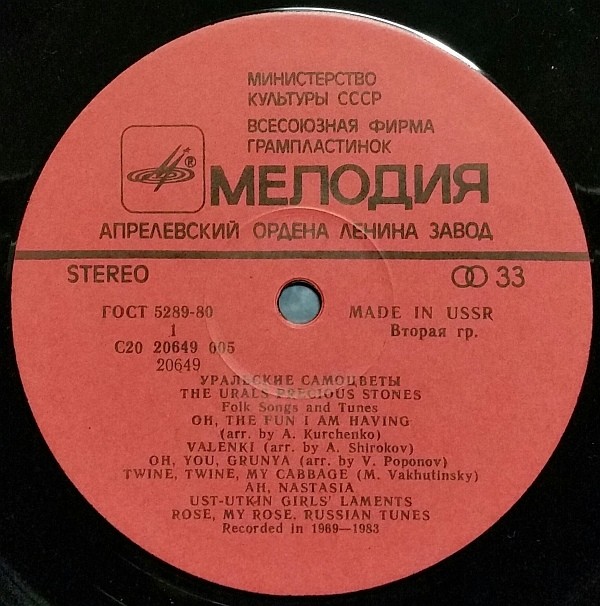 МИНИСТЕРСТВО
КУЛЬТУРЫ СССР
ВСЕСОЮЗНАЯ ФИРМА
ГРАМПЛАСТИНОК
®
МЕЛОДИЯ
АПРЕЛЕВСКИЙ ОРДЕНА ЛЕНИНА ЗАВОД
STEREO 33
ГОСТ 5289-80 MADE IN USSR
1 Вторая гр.
С20 20649 005
20649
УРАЛЬСКИЕ САМОЦВЕТЫ
THE URALS PRECIOUS STONES
Folk Songs and Tunes
OH, THE FUN I AM HAVING
(arr. by A. Kurchenko)
VALENKI (arr. by A. Shirokov)
OH, YOU, GRUNYA (arr. by V. Poponov)
TWINE, TWINE, MY CABBAGE (M. Vakhutinsky)
AH, NASTASIA
UST-UTKIN GIRLS' LAMENTS
ROSE, MY ROSE. RUSSIAN TUNES
Recorded in 1969—1983